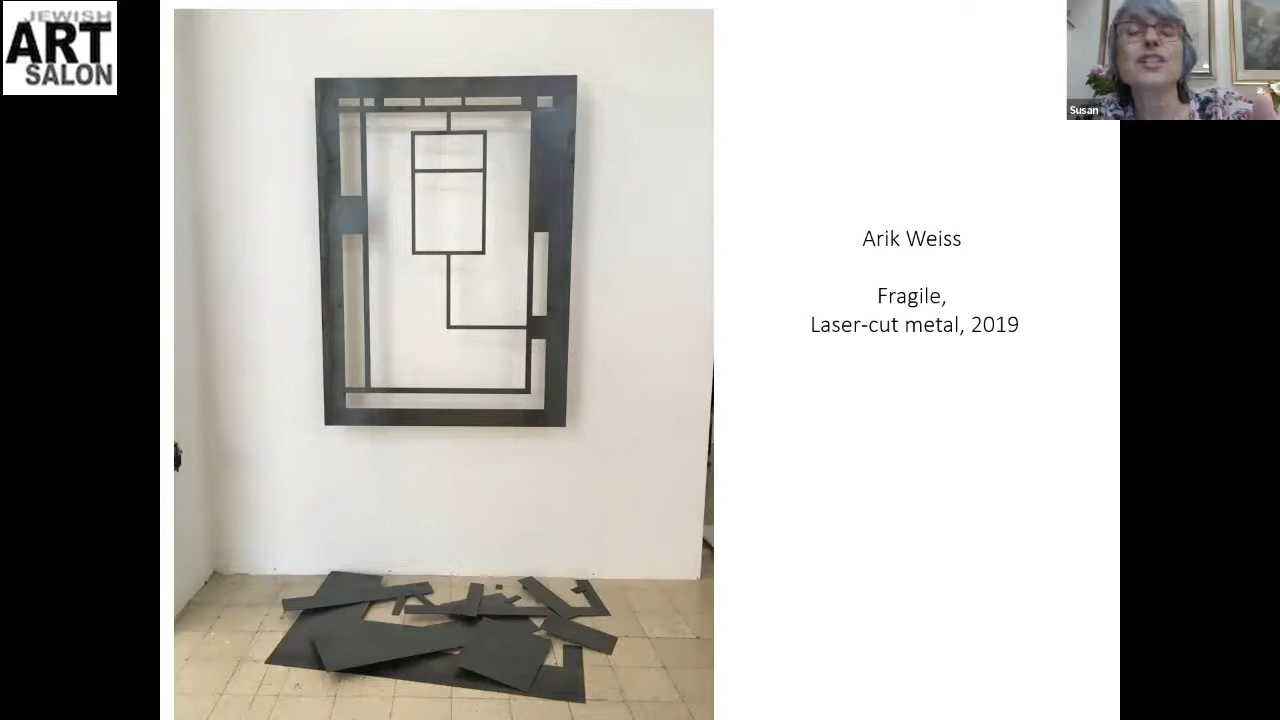 JEWISH
ART
SALON
Susan
Arik Weiss
Fragile,
Laser-cut metal, 2019